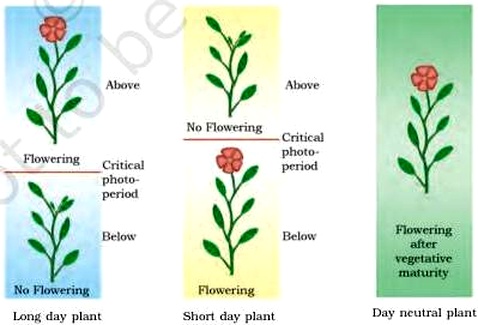 Above
Flowering
Critical
photo-
period
Below
No Flowering
Long day plant
Above
No Flowering
Critical
photo-
period
Below
Flowering
Short day plant
Flowering
after
vegetative
maturity
Day neutral plant